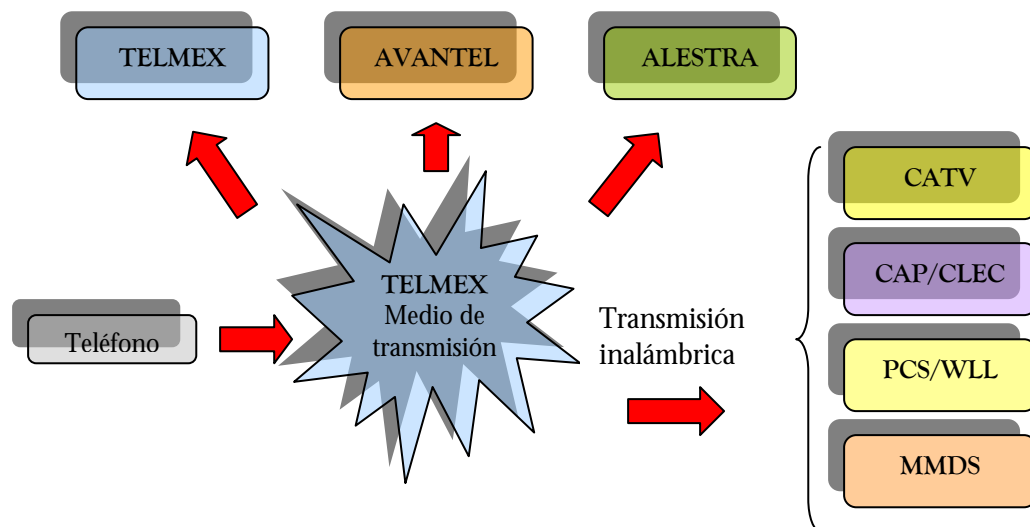 TELMEX
AVANTEL
ALESTRA
CATV
CAP/CLEC
TELMEX
Medio de
transmisión
Teléfono
Transmisión
inalámbrica
PCS/WLL
MMDS